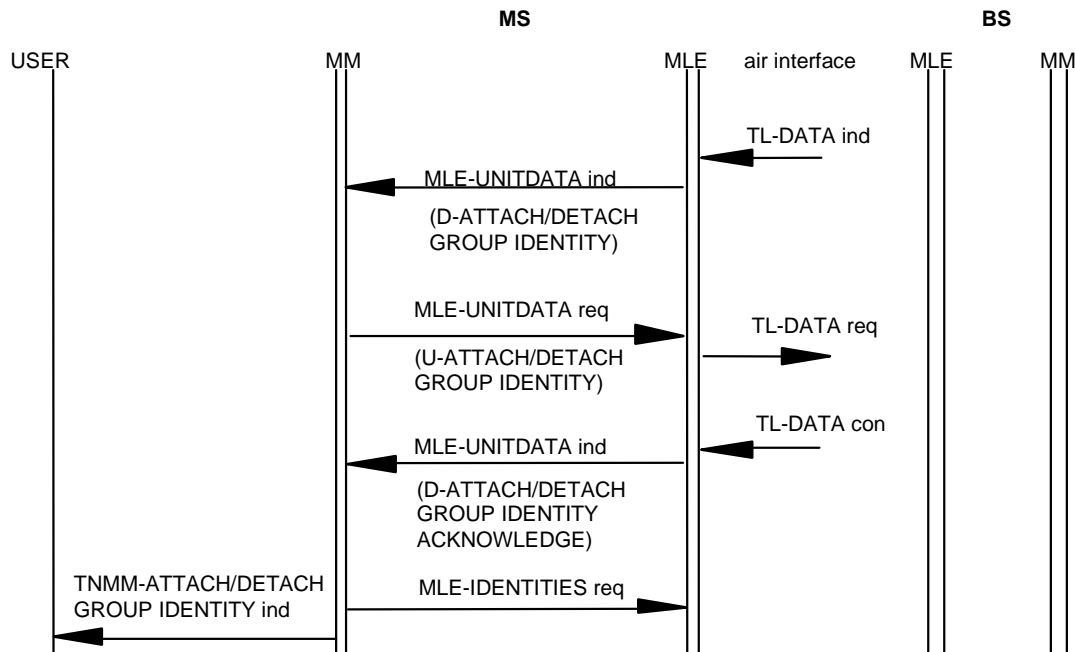 MS BS
USER MM MLE air interface MLE MM
TL-DATA ind
MLE-UNITDATA ind
(D-ATTACH/DETACH
GROUP IDENTITY)
MLE-UNITDATA req
TL-DATA req
(U-ATTACH/DETACH
GROUP IDENTITY)
TL-DATA con
MLE-UNITDATA ind
(D-ATTACH/DETACH
GROUP IDENTITY
ACKNOWLEDGE)
TNMM-ATTACH/DETACH
GROUP IDENTITY ind
MLE-IDENTITIES req